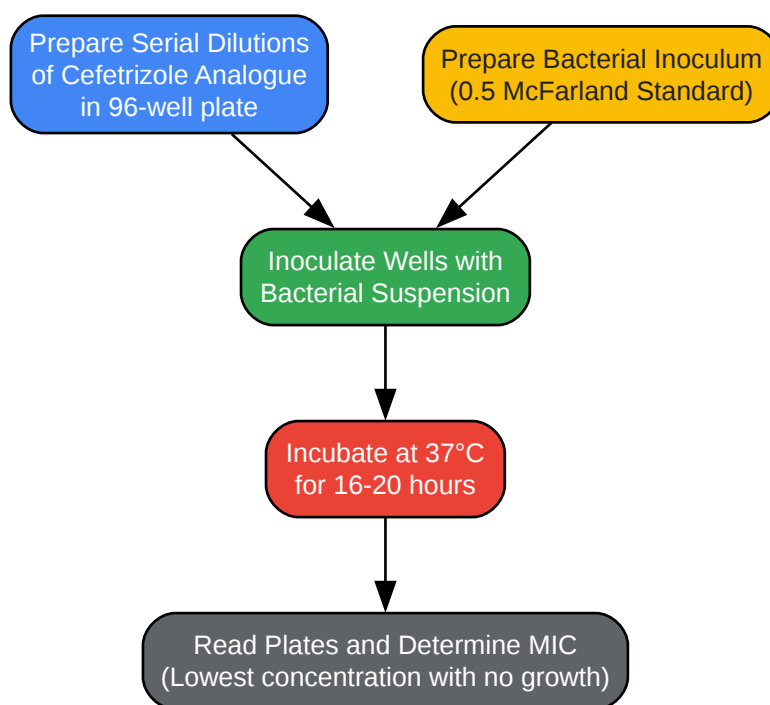 Prepare Serial Dilutions
of Cefetrizole Analogue
in 96-well plate
Prepare Bacterial Inoculum
(0.5 McFarland Standard)
Inoculate Wells with
Bacterial Suspension
Incubate at 37°C
for 16-20 hours
Read Plates and Determine MIC
(Lowest concentration with no growth)